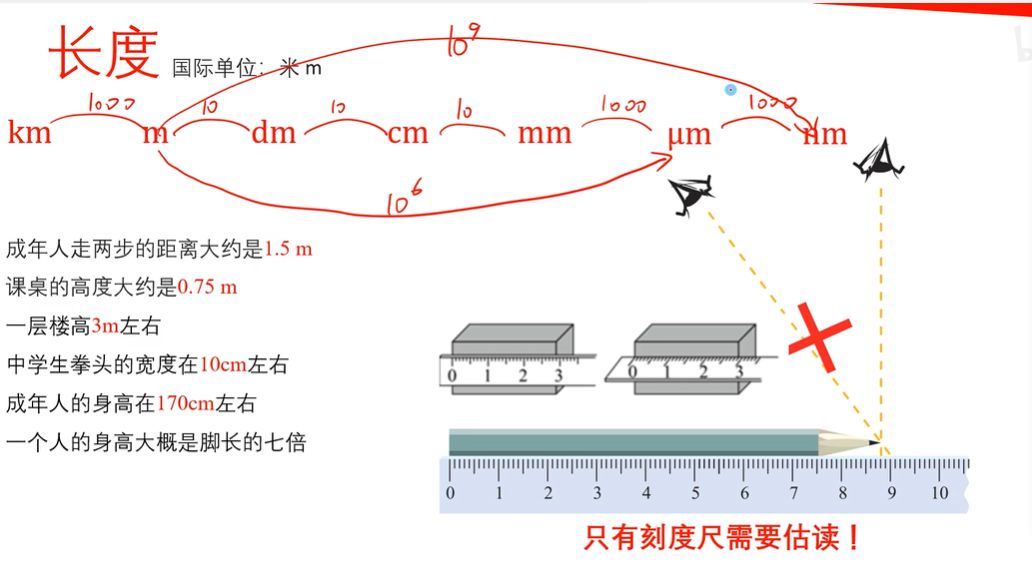 长度 国际单位：米 m
10⁹
1000 10 10 10 1000 1000
km m dm cm mm μm nm
10⁶
成年人走两步的距离大约是1.5 m
课桌的高度大约是0.75 m
一层楼高3m左右
中学生拳头的宽度在10cm左右
成年人的身高在170cm左右
一个人的身高大概是脚长的七倍
0 1 2 3
0 1 2 3
0 1 2 3 4 5 6 7 8 9 10
只有刻度尺需要估读！